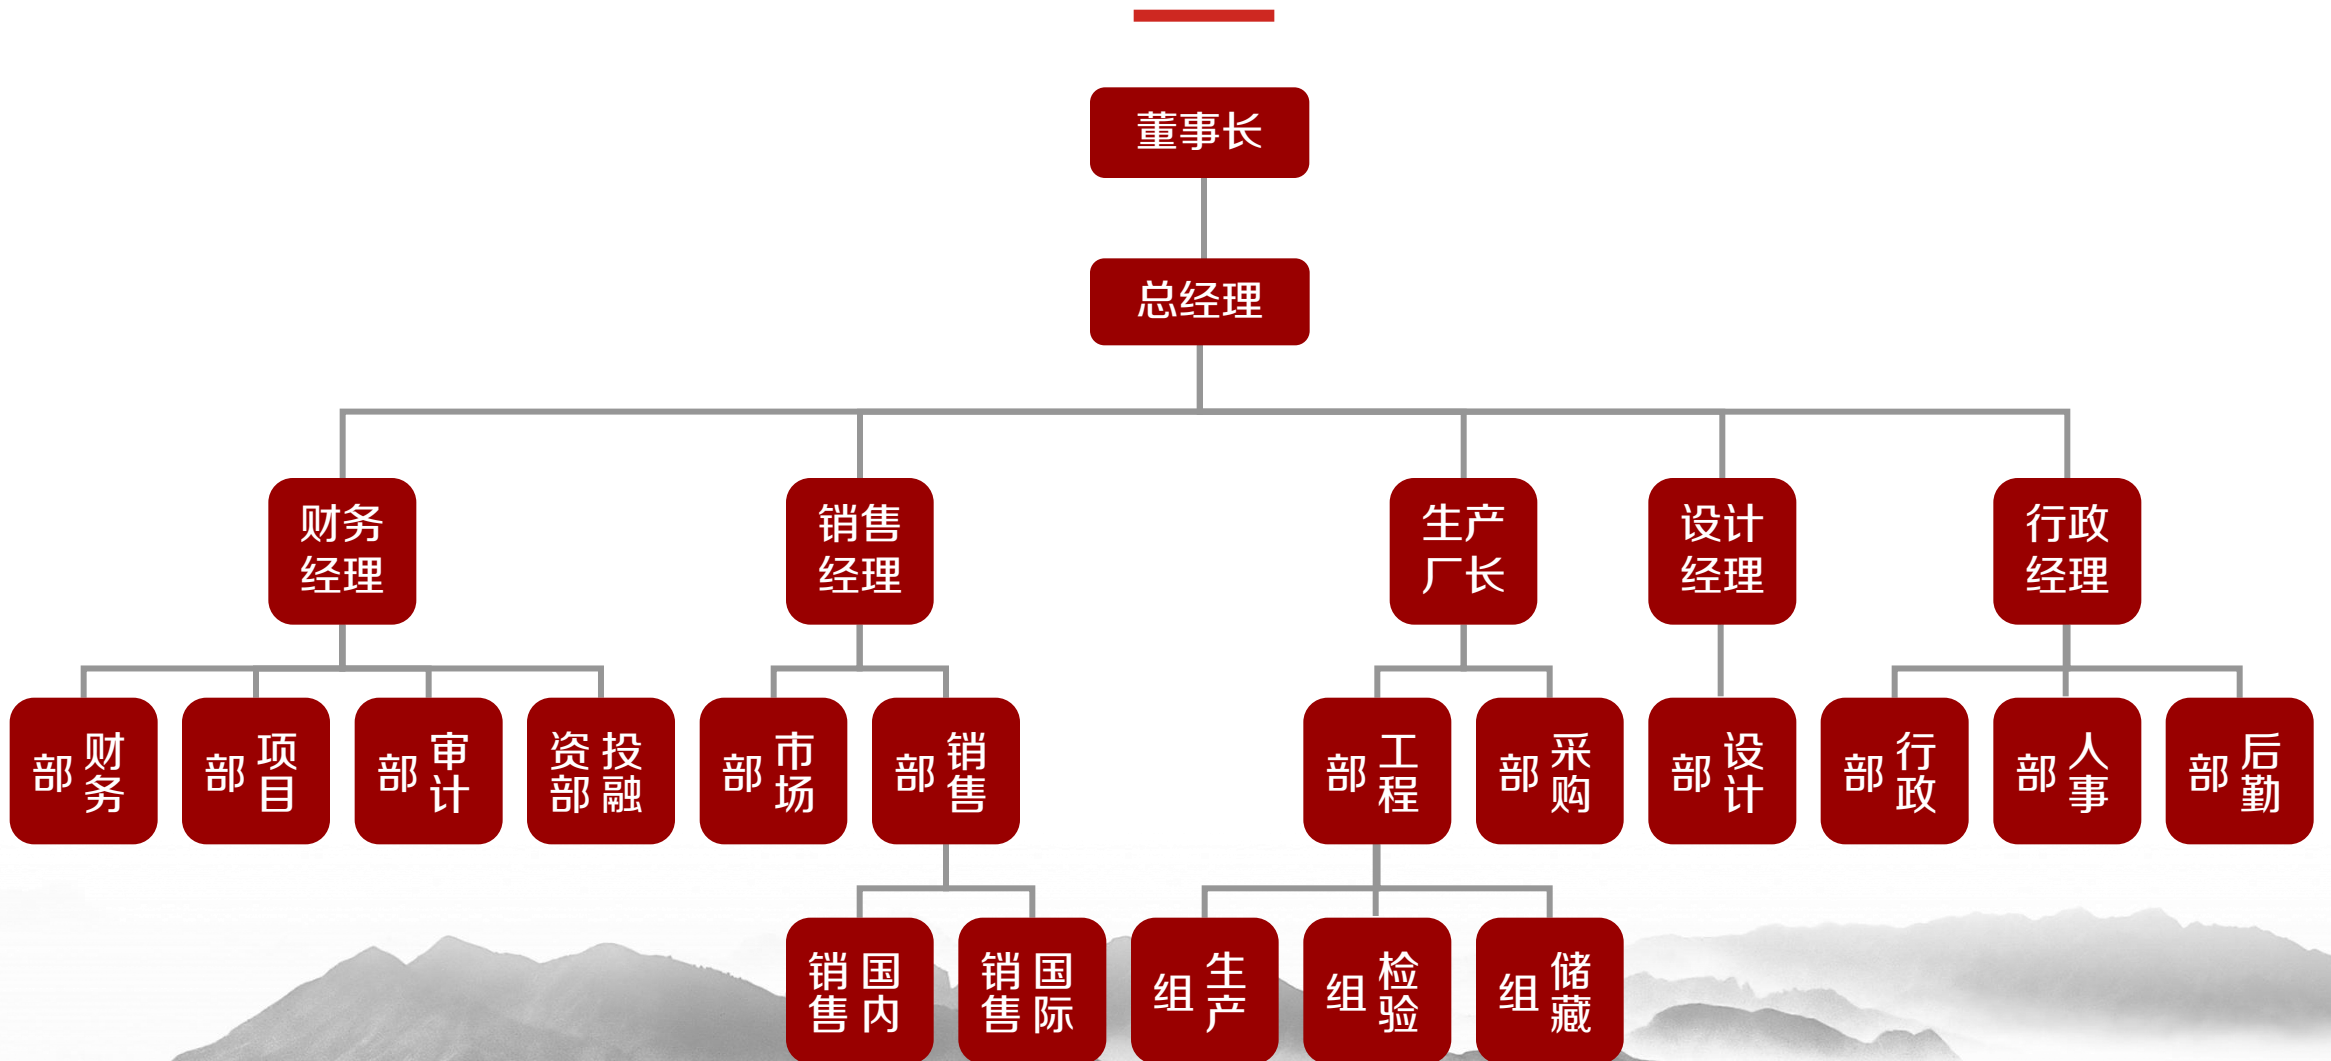 董事长
总经理
财务
经理
销售
经理
生产
厂长
设计
经理
行政
经理
财务部
项目部
审计部
投融资部
市场部
销售部
工程部
采购部
设计部
行政部
人事部
后勤部
国内销售
国际销售
生产组
检验组
储藏组